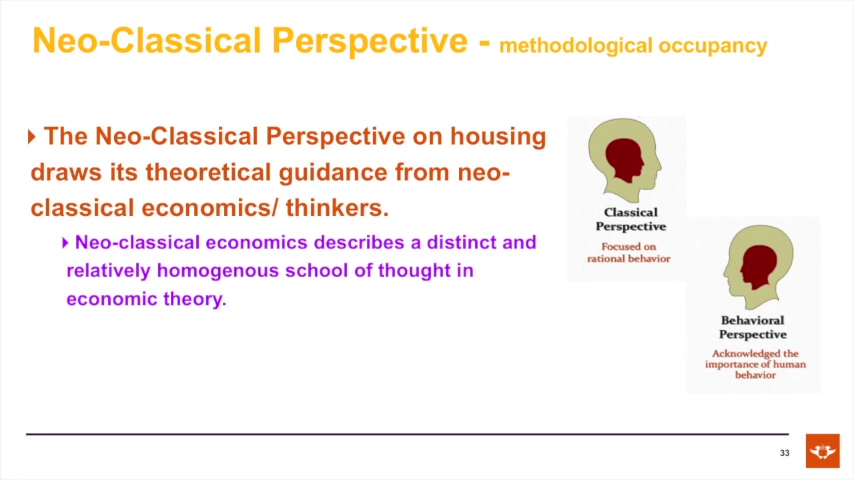 Neo-Classical Perspective - methodological occupancy
The Neo-Classical Perspective on housing
draws its theoretical guidance from neo-
classical economics/ thinkers.
Neo-classical economics describes a distinct and
relatively homogenous school of thought in
economic theory.
Classical
Perspective
Focused on
rational behavior
Behavioral
Perspective
Acknowledged the
importance of human
behavior
33